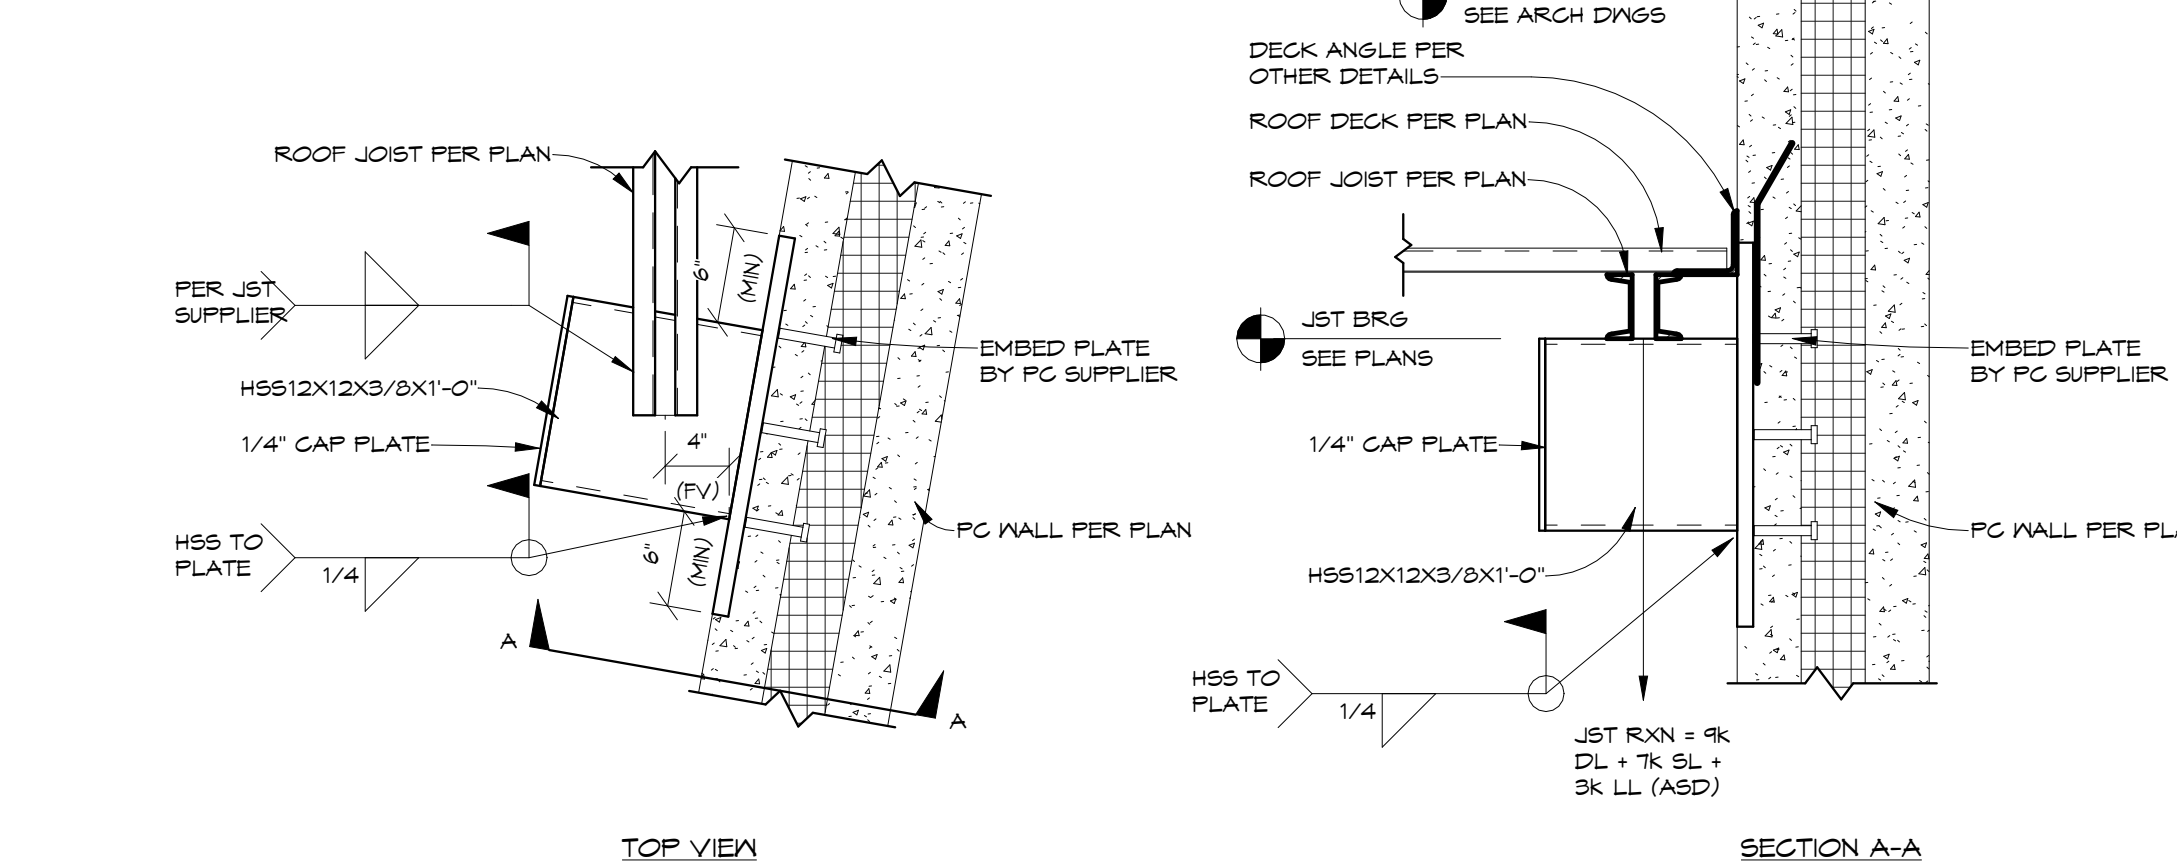 ROOF JOIST PER PLAN
PER JST
SUPPLIER
HSS12X12X3/8X1'-0"
1/4" CAP PLATE
HSS TO
PLATE
1/4
6"
(MIN)
4"
(FV)
6"
(MIN)
EMBED PLATE
BY PC SUPPLIER
PC WALL PER PLAN
A
A
TOP VIEW
SEE ARCH DWGS
DECK ANGLE PER
OTHER DETAILS
ROOF DECK PER PLAN
ROOF JOIST PER PLAN
JST BRG
SEE PLANS
EMBED PLATE
BY PC SUPPLIER
1/4" CAP PLATE
PC WALL PER PLA
HSS12X12X3/8X1'-0"
HSS TO
PLATE
1/4
JST RXN = 9k
DL + 7k SL +
3k LL (ASD)
SECTION A-A